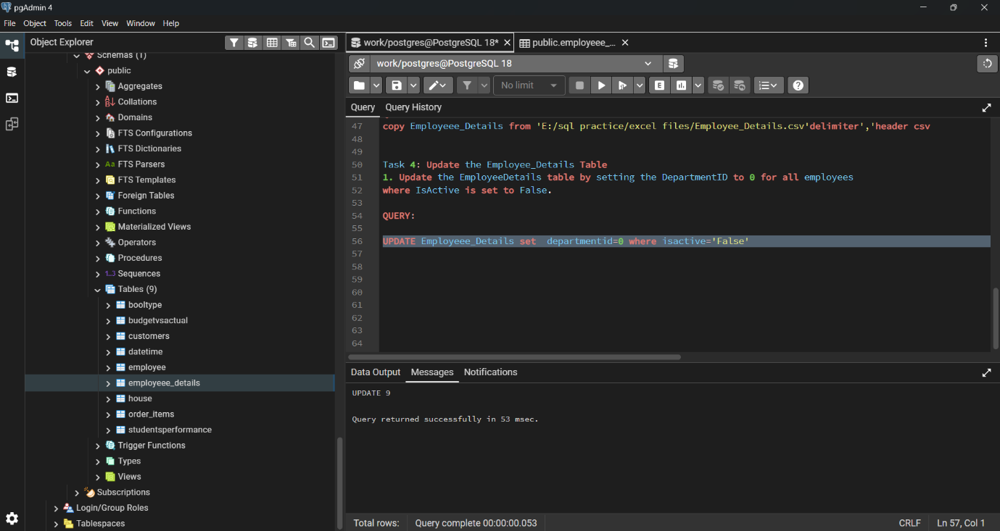 pgAdmin 4
File Object Tools Edit View Window Help
Object Explorer
Schemas (1)
public
Aggregates
Collations
Domains
FTS Configurations
FTS Dictionaries
Aa FTS Parsers
FTS Templates
Foreign Tables
Functions
Materialized Views
Operators
Procedures
1..3 Sequences
Tables (9)
booltype
budgetvsactual
customers
datetime
employee
employeee_details
house
order_items
studentsperformance
Trigger Functions
Types
Views
Subscriptions
Login/Group Roles
Tablespaces
work/postgres@PostgreSQL 18*
public.employeee_...
work/postgres@PostgreSQL 18
No limit
E
Query Query History
47 copy Employeee_Details from 'E:/sql practice/excel files/Employee_Details.csv'delimiter','header csv
48
49
50 Task 4: Update the Employee_Details Table
51 1. Update the EmployeeDetails table by setting the DepartmentID to 0 for all employees
52 where IsActive is set to False.
53
54 QUERY:
55
56 UPDATE Employeee_Details set departmentid=0 where isactive='False'
57
58
59
60
61
62
63
64
Data Output Messages Notifications
UPDATE 9
Query returned successfully in 53 msec.
Total rows: Query complete 00:00:00.053 CRLF Ln 57, Col 1